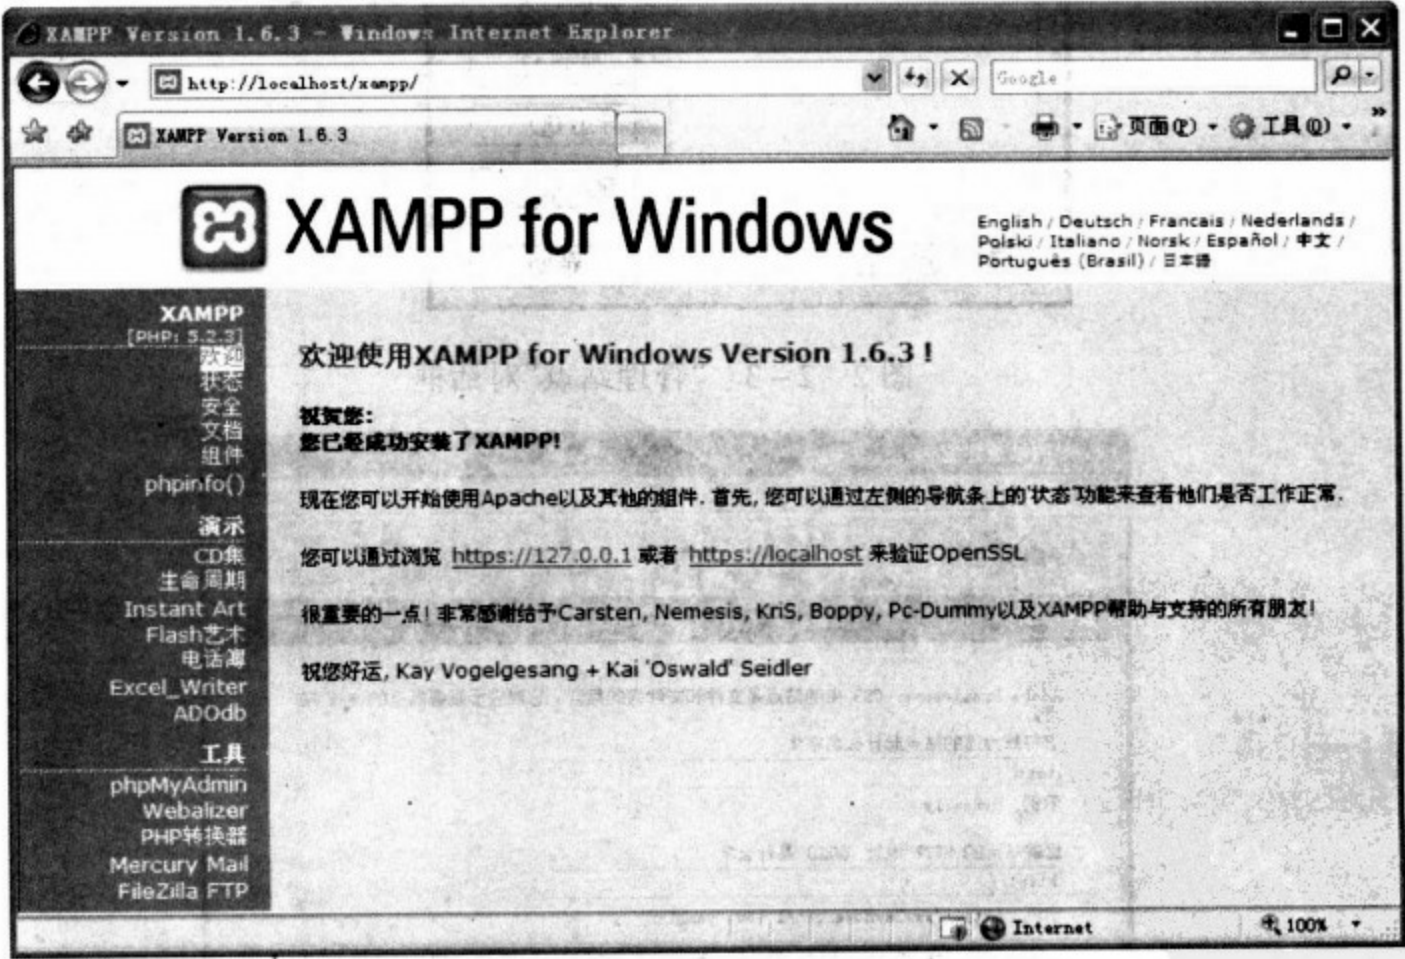 XAMPP Version 1.6.3 - Windows Internet Explorer
http://localhost/xampp/
Google
XAMPP Version 1.6.3
页面(P)
工具(O)
XAMPP for Windows
English / Deutsch / Francais / Nederlands /
Polski / Italiano / Norsk / Español / 中文 /
Português (Brasil) / 日本語
XAMPP
[PHP: 5.2.3]
欢迎
状态
安全
文档
组件
phpinfo()
演示
CD集
生命周期
Instant Art
Flash艺术
电话簿
Excel_Writer
ADOdb
工具
phpMyAdmin
Webalizer
PHP转换器
Mercury Mail
FileZilla FTP
欢迎使用XAMPP for Windows Version 1.6.3 !
祝贺您:
您已经成功安装了XAMPP!
现在您可以开始使用Apache以及其他的组件. 首先, 您可以通过左侧的导航条上的'状态'功能来查看他们是否工作正常.
您可以通过浏览 https://127.0.0.1 或者 https://localhost 来验证OpenSSL
很重要的一点! 非常感谢给予Carsten, Nemesis, KriS, Boppy, Pc-Dummy以及XAMPP帮助与支持的所有朋友!
祝您好运, Kay Vogelgesang + Kai 'Oswald' Seidler
Internet
100%